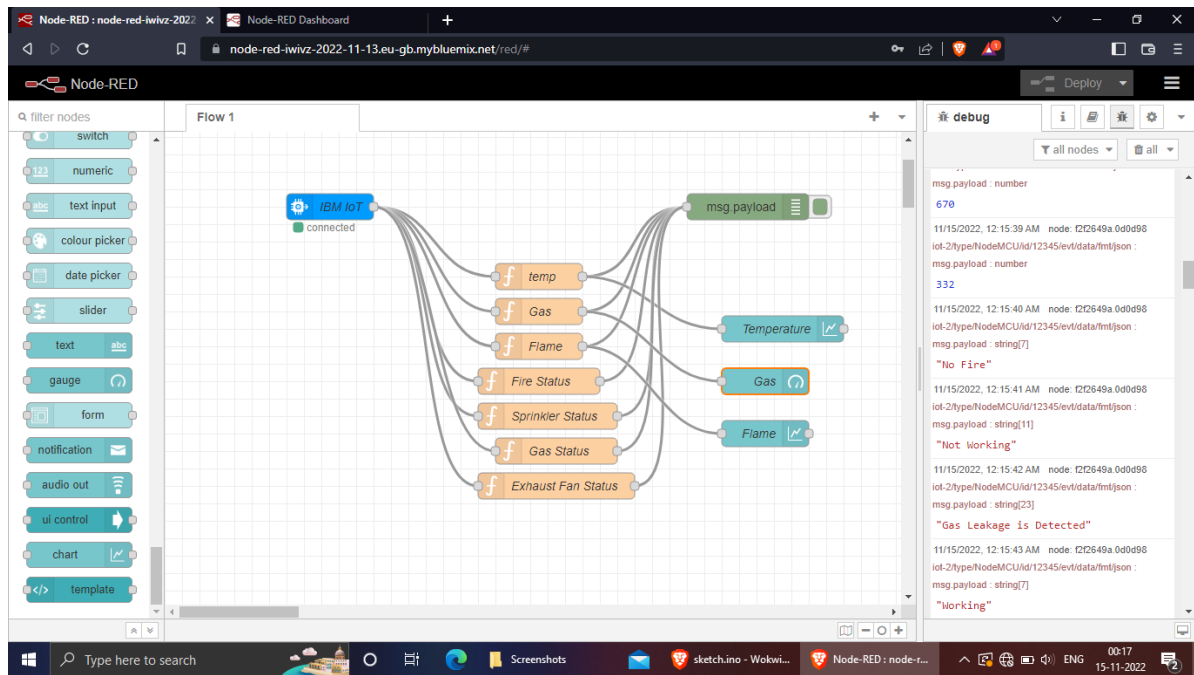 Node-RED : node-red-iwivz-2022
Node-RED Dashboard
node-red-iwivz-2022-11-13.eu-gb.mybluemix.net/red/#
Node-RED
Deploy
filter nodes
switch
123 numeric
abc text input
colour picker
date picker
slider
text abc
gauge
form
notification
audio out
ui control
chart
</> template
Flow 1
IBM IoT
connected
temp
Gas
Flame
Fire Status
Sprinkler Status
Gas Status
Exhaust Fan Status
msg.payload
Temperature
Gas
Flame
debug
i
all nodes
all
msg.payload : number
670
11/15/2022, 12:15:39 AM node: f2f2649a.0d0d98
iot-2/type/NodeMCU/id/12345/evt/data/fmt/json :
msg.payload : number
332
11/15/2022, 12:15:40 AM node: f2f2649a.0d0d98
iot-2/type/NodeMCU/id/12345/evt/data/fmt/json :
msg.payload : string[7]
"No Fire"
11/15/2022, 12:15:41 AM node: f2f2649a.0d0d98
iot-2/type/NodeMCU/id/12345/evt/data/fmt/json :
msg.payload : string[11]
"Not Working"
11/15/2022, 12:15:42 AM node: f2f2649a.0d0d98
iot-2/type/NodeMCU/id/12345/evt/data/fmt/json :
msg.payload : string[23]
"Gas Leakage is Detected"
11/15/2022, 12:15:43 AM node: f2f2649a.0d0d98
iot-2/type/NodeMCU/id/12345/evt/data/fmt/json :
msg.payload : string[7]
"Working"
Type here to search
Screenshots
sketch.ino - Wokwi...
Node-RED : node-r...
ENG
00:17
15-11-2022
2